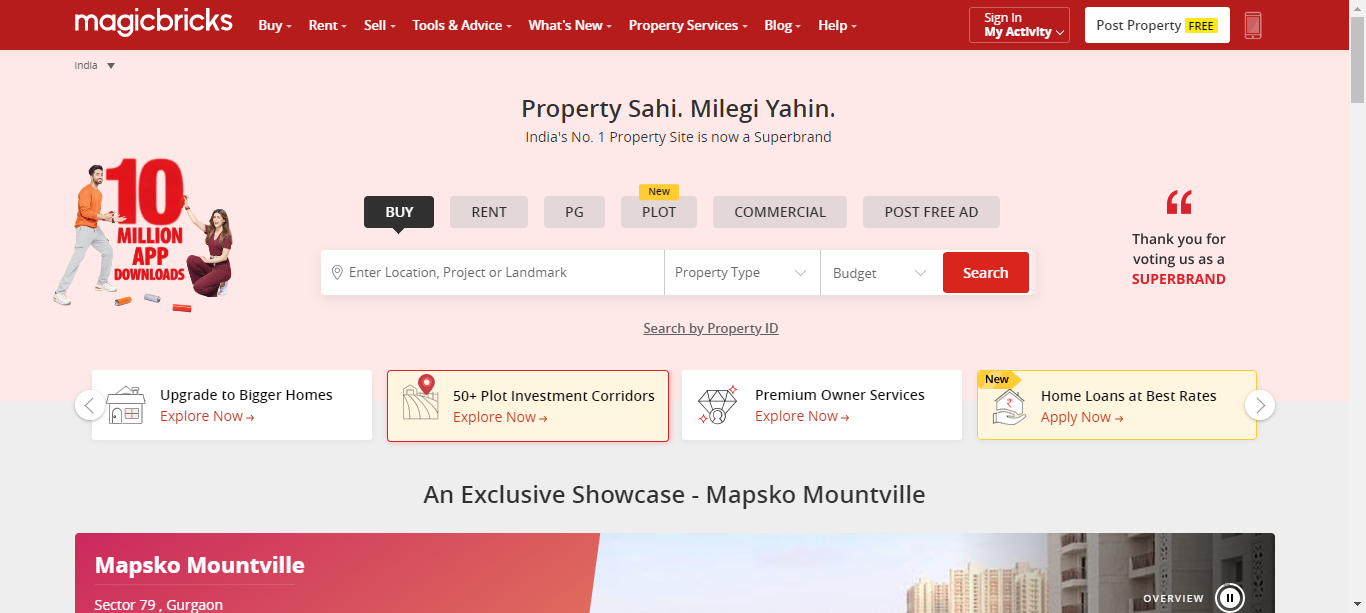 magicbricks
Buy Rent Sell Tools & Advice What's New Property Services Blog Help
Sign In
My Activity
Post Property FREE
India
Property Sahi. Milegi Yahin.
India's No. 1 Property Site is now a Superbrand
10
MILLION
APP
DOWNLOADS
New
BUY RENT PG PLOT COMMERCIAL POST FREE AD
Enter Location, Project or Landmark Property Type Budget Search
Search by Property ID
Thank you for
voting us as a
SUPERBRAND
Upgrade to Bigger Homes
Explore Now →
50+ Plot Investment Corridors
Explore Now →
Premium Owner Services
Explore Now →
New
Home Loans at Best Rates
Apply Now →
An Exclusive Showcase - Mapsko Mountville
Mapsko Mountville
Sector 79 , Gurgaon
OVERVIEW